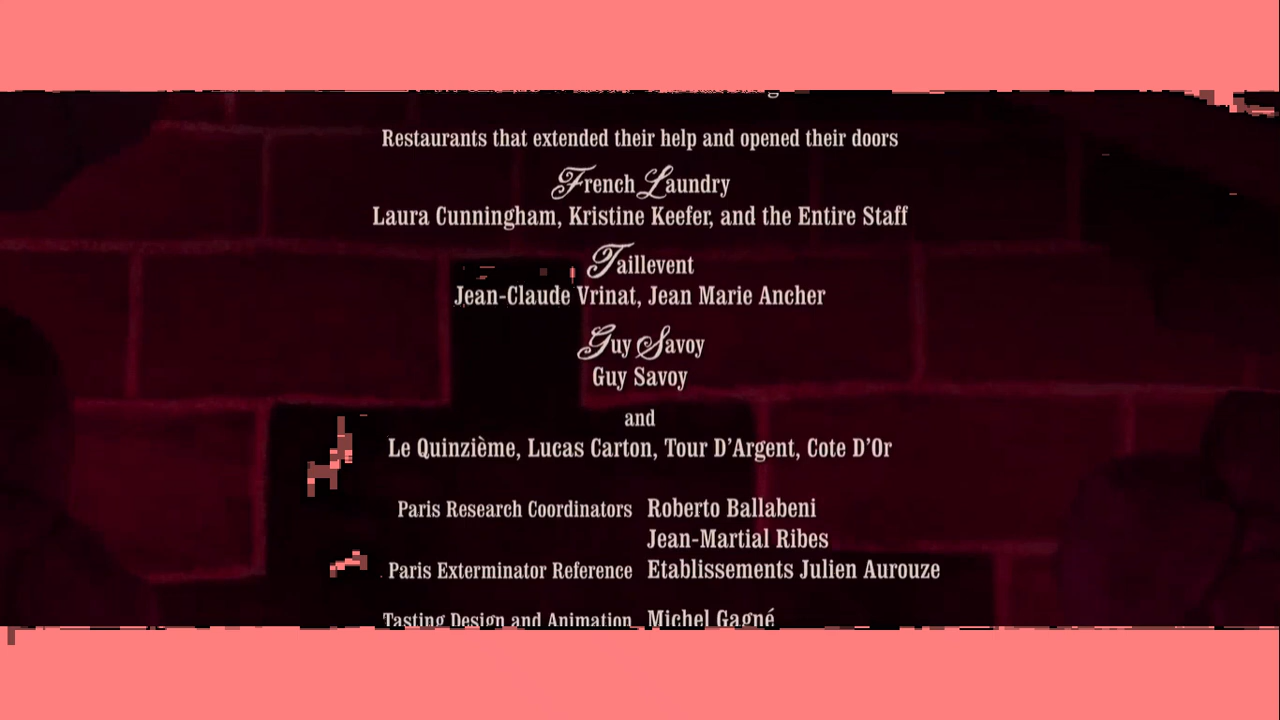 Restaurants that extended their help and opened their doors
French Laundry
Laura Cunningham, Kristine Keefer, and the Entire Staff
Taillevent
Jean-Claude Vrinat, Jean Marie Ancher
Guy Savoy
Guy Savoy
and
Le Quinzième, Lucas Carton, Tour D'Argent, Cote D'Or
Paris Research Coordinators Roberto Ballabeni
Jean-Martial Ribes
Paris Exterminator Reference Etablissements Julien Aurouze
Tasting Design and Animation Michel Gagné